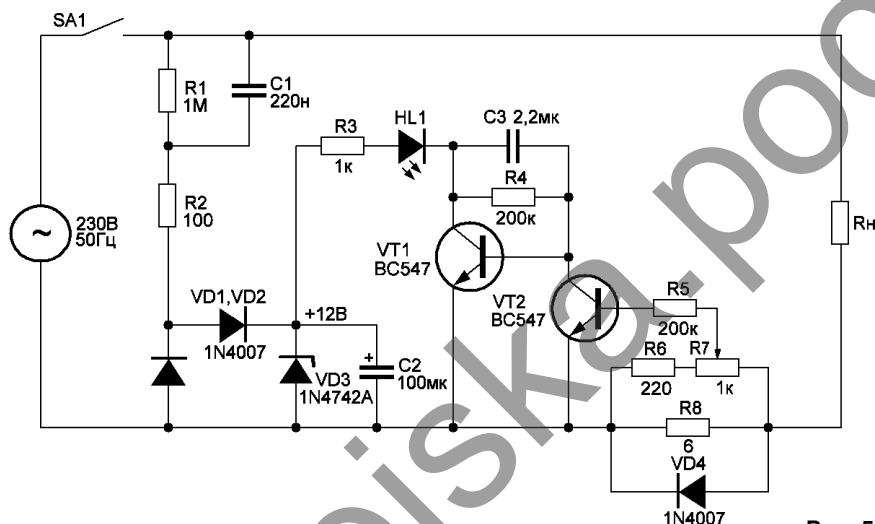 SA1
R1
1М
C1
220н
R3
1к
HL1
C3 2,2мк
R4
200к
R2
100
~
230В
50Гц
VT1
BC547
VT2
BC547
Rн
VD1,VD2
1N4007
+12В
+
C2
100мк
VD3
1N4742A
R5
200к
R6
220
R7
1к
R8
6
VD4
1N4007